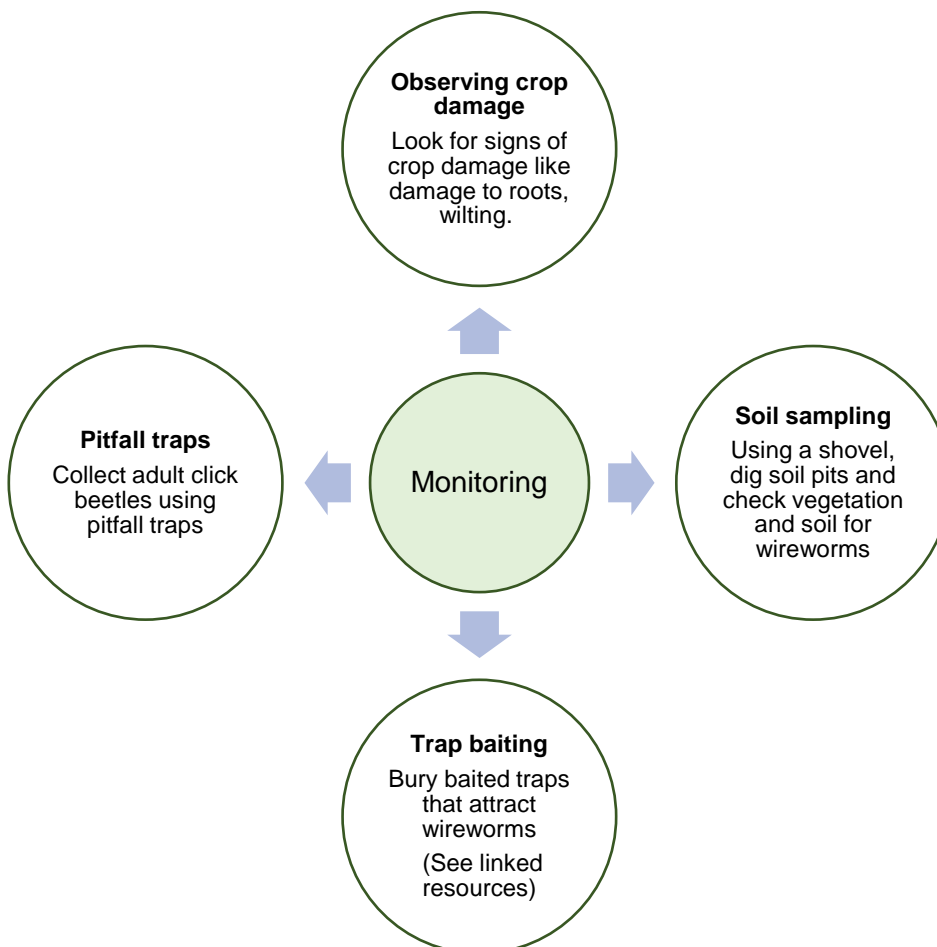 Observing crop
damage
Look for signs of
crop damage like
damage to roots,
wilting.
Pitfall traps
Collect adult click
beetles using
pitfall traps
Monitoring
Soil sampling
Using a shovel,
dig soil pits and
check vegetation
and soil for
wireworms
Trap baiting
Bury baited traps
that attract
wireworms
(See linked
resources)